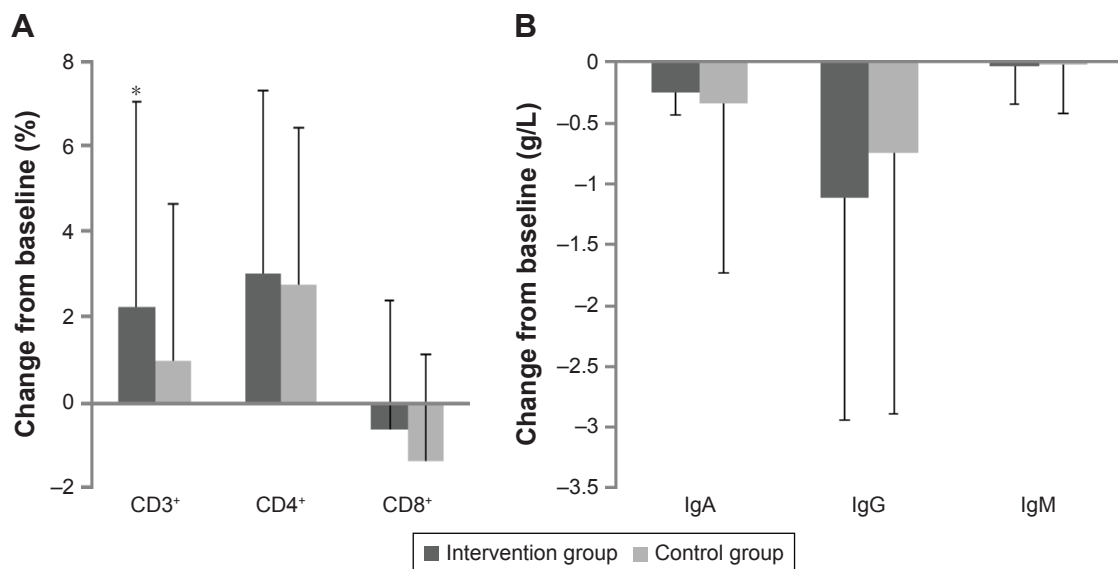 A
Change from baseline (%)
8
6
4
2
0
–2
*
CD3⁺
CD4⁺
CD8⁺
B
Change from baseline (g/L)
0
–0.5
–1
–1.5
–2
–2.5
–3
–3.5
IgA
IgG
IgM
Intervention group
Control group